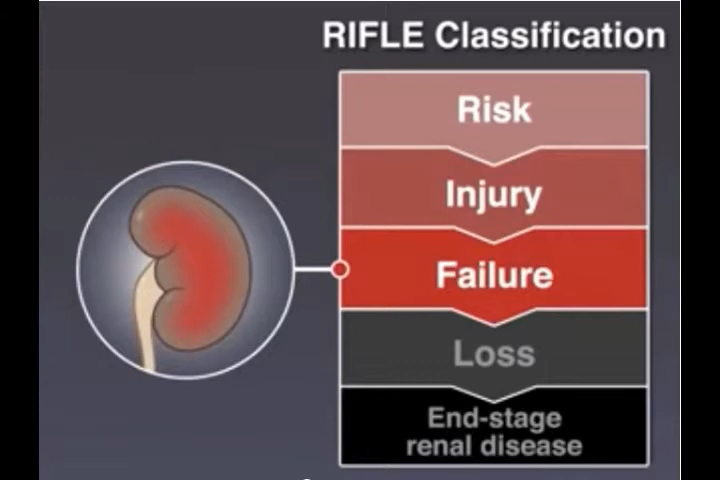 RIFLE Classification
Risk
Injury
Failure
Loss
End-stage
renal disease